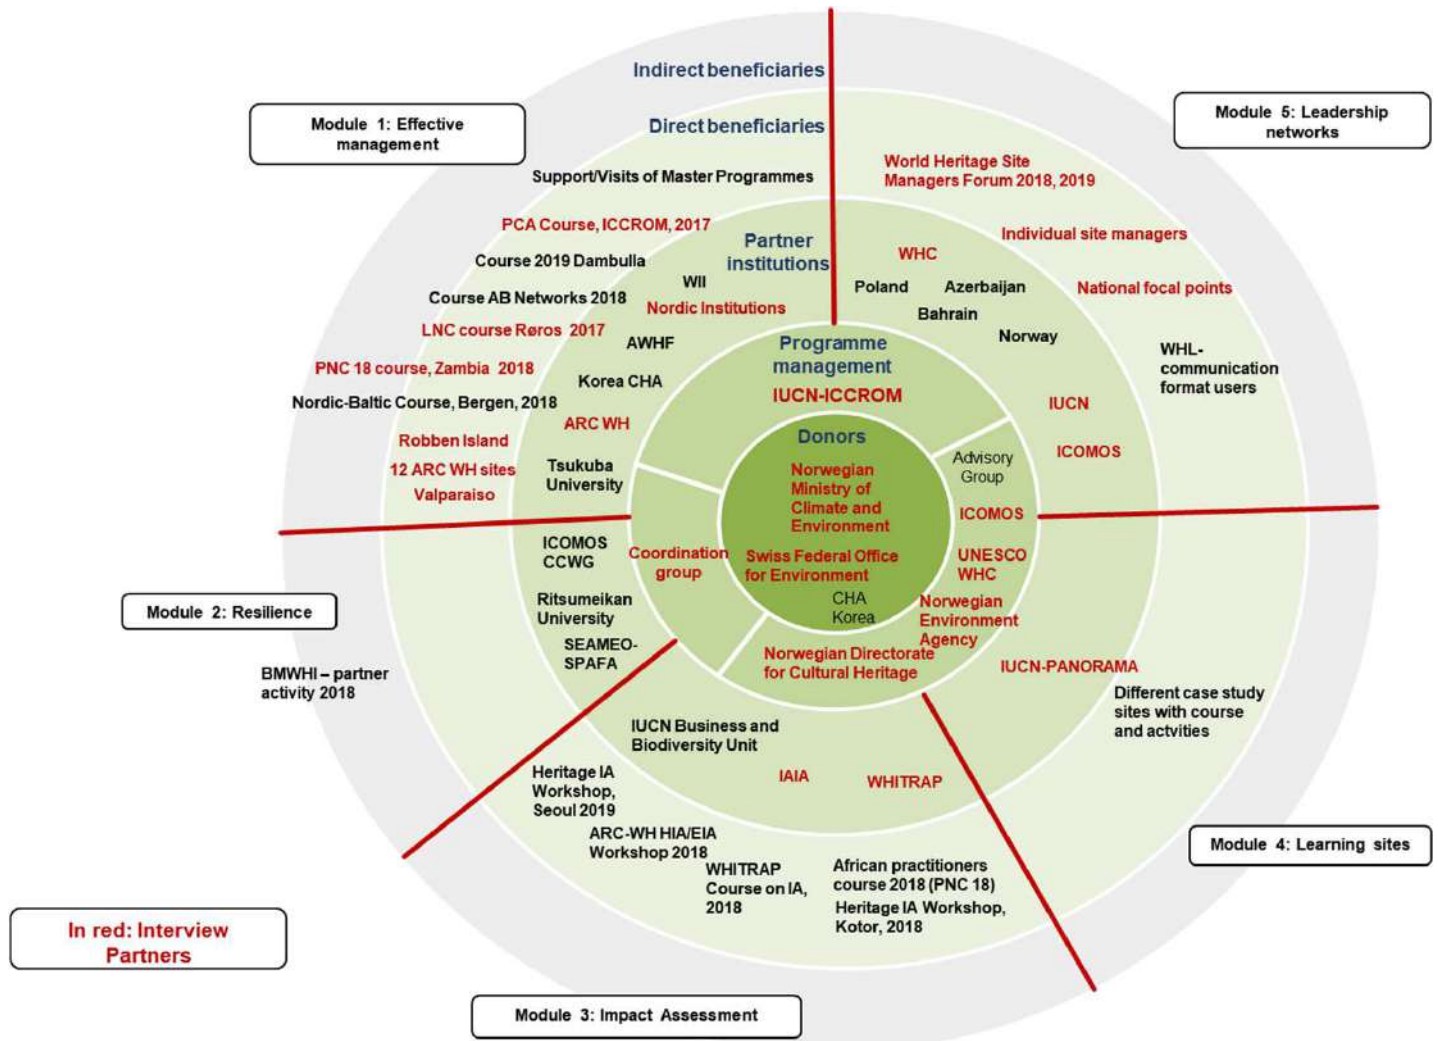 Indirect beneficiaries
Direct beneficiaries
Module 1: Effective
management
Module 5: Leadership
networks
Support/Visits of Master Programmes
PCA Course, ICCROM, 2017
Course 2019 Dambulla
Course AB Networks 2018
LNC course Røros 2017
PNC 18 course, Zambia 2018
Nordic-Baltic Course, Bergen, 2018
Robben Island
12 ARC WH sites
Valparaiso
Partner
institutions
WII
Nordic Institutions
AWHF
Korea CHA
ARC WH
Tsukuba
University
World Heritage Site
Managers Forum 2018, 2019
Individual site managers
National focal points
WHC
Poland
Azerbaijan
Bahrain
Norway
WHL-
communication
format users
IUCN
ICOMOS
Programme
management
IUCN-ICCROM
Donors
Norwegian
Ministry of
Climate and
Environment
Swiss Federal Office
for Environment
CHA
Korea
Advisory
Group
ICOMOS
UNESCO
WHC
Norwegian
Environment
Agency
Norwegian Directorate
for Cultural Heritage
Coordination
group
ICOMOS
CCWG
Ritsumeikan
University
SEAMEO-
SPAFA
Module 2: Resilience
BMWHI – partner
activity 2018
IUCN-PANORAMA
Different case study
sites with course
and actvities
IUCN Business and
Biodiversity Unit
IAIA
WHITRAP
Heritage IA
Workshop,
Seoul 2019
ARC-WH HIA/EIA
Workshop 2018
WHITRAP
Course on IA,
2018
African practitioners
course 2018 (PNC 18)
Heritage IA Workshop,
Kotor, 2018
Module 4: Learning sites
In red: Interview
Partners
Module 3: Impact Assessment